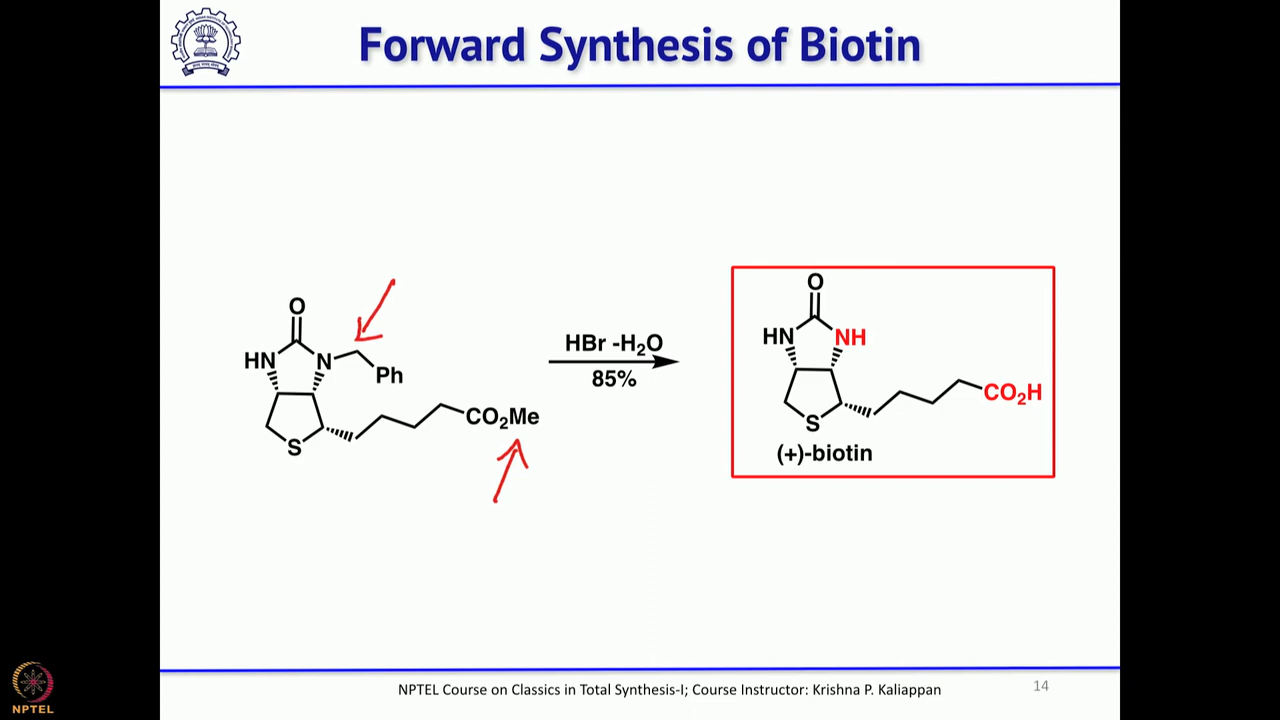 Forward Synthesis of Biotin
O
HN
N
Ph
S
CO₂Me
HBr -H₂O
85%
O
HN
NH
S
CO₂H
(+)-biotin
NPTEL Course on Classics in Total Synthesis-I; Course Instructor: Krishna P. Kaliappan
14
NPTEL